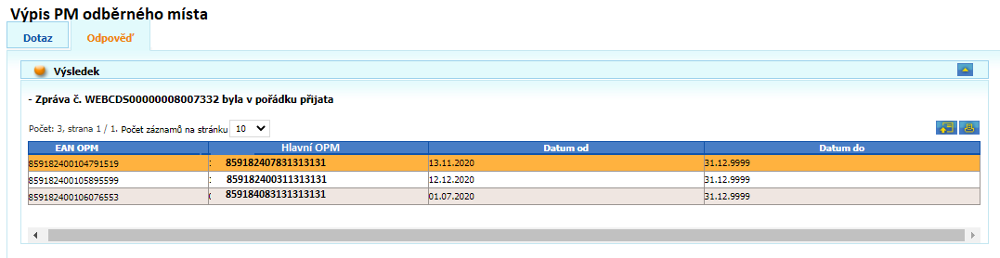 Výpis PM odběrného místa
Dotaz Odpověď
Výsledek
- Zpráva č. WEBCDS00000008007332 byla v pořádku přijata
Počet: 3, strana 1 / 1. Počet záznamů na stránku 10
EAN OPM Hlavní OPM Datum od Datum do
859182400104791519 859182407831313131 13.11.2020 31.12.9999
859182400105895599 859182400311313131 12.12.2020 31.12.9999
859182400106076553 859184083131313131 01.07.2020 31.12.9999